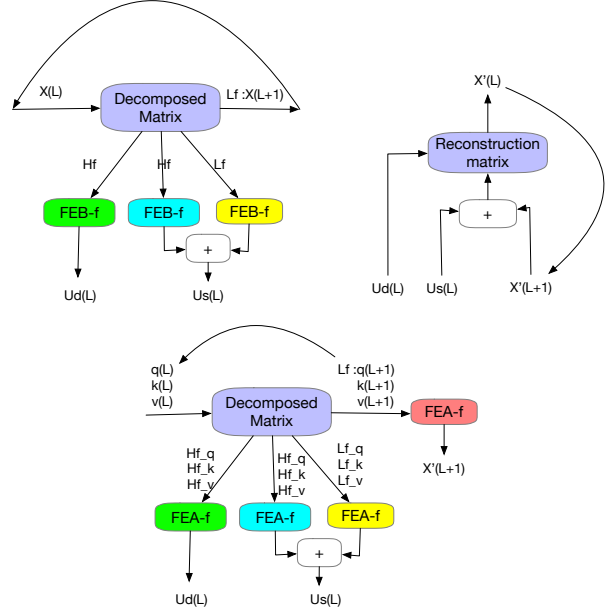 X(L)
Decomposed
Matrix
Lf :X(L+1)
Hf
Hf
Lf
FEB-f
FEB-f
FEB-f
+
Ud(L)
Us(L)
X'(L)
Reconstruction
matrix
+
Ud(L)
Us(L)
X'(L+1)
q(L)
k(L)
v(L)
Decomposed
Matrix
Lf :q(L+1)
k(L+1)
v(L+1)
FEA-f
X'(L+1)
Hf_q
Hf_k
Hf_v
Hf_q
Hf_k
Hf_v
Lf_q
Lf_k
Lf_v
FEA-f
FEA-f
FEA-f
+
Ud(L)
Us(L)